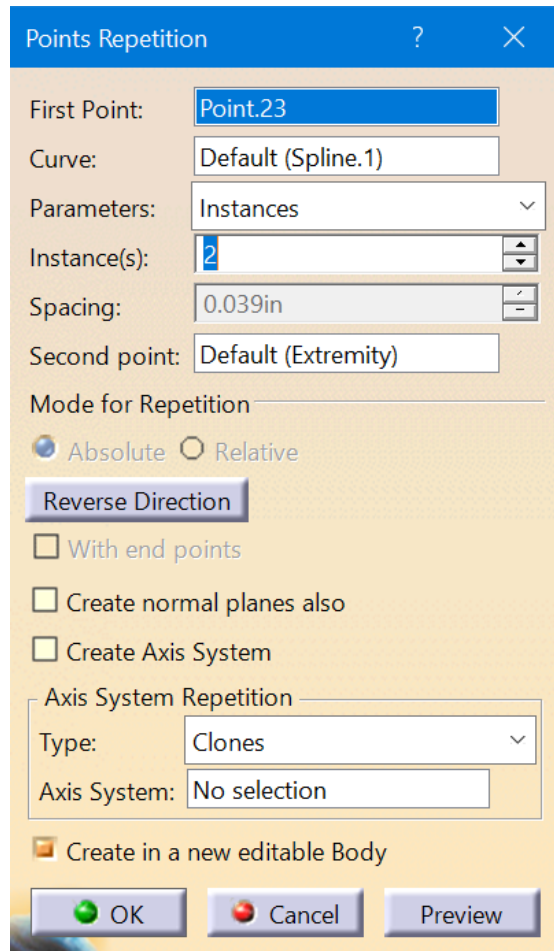 Points Repetition ?
First Point: Point.23
Curve: Default (Spline.1)
Parameters: Instances
Instance(s): 2
Spacing: 0.039in
Second point: Default (Extremity)
Mode for Repetition
Absolute Relative
Reverse Direction
With end points
Create normal planes also
Create Axis System
Axis System Repetition
Type: Clones
Axis System: No selection
Create in a new editable Body
OK Cancel Preview